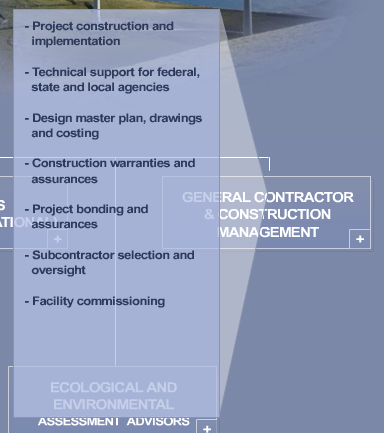 - Project construction and
implementation
- Technical support for federal,
state and local agencies
- Design master plan, drawings
and costing
- Construction warranties and
assurances
- Project bonding and
assurances
- Subcontractor selection and
oversight
- Facility commissioning
GENERAL CONTRACTOR
& CONSTRUCTION
MANAGEMENT
+
+
ECOLOGICAL AND
ENVIRONMENTAL
ASSESSMENT ADVISORS
+